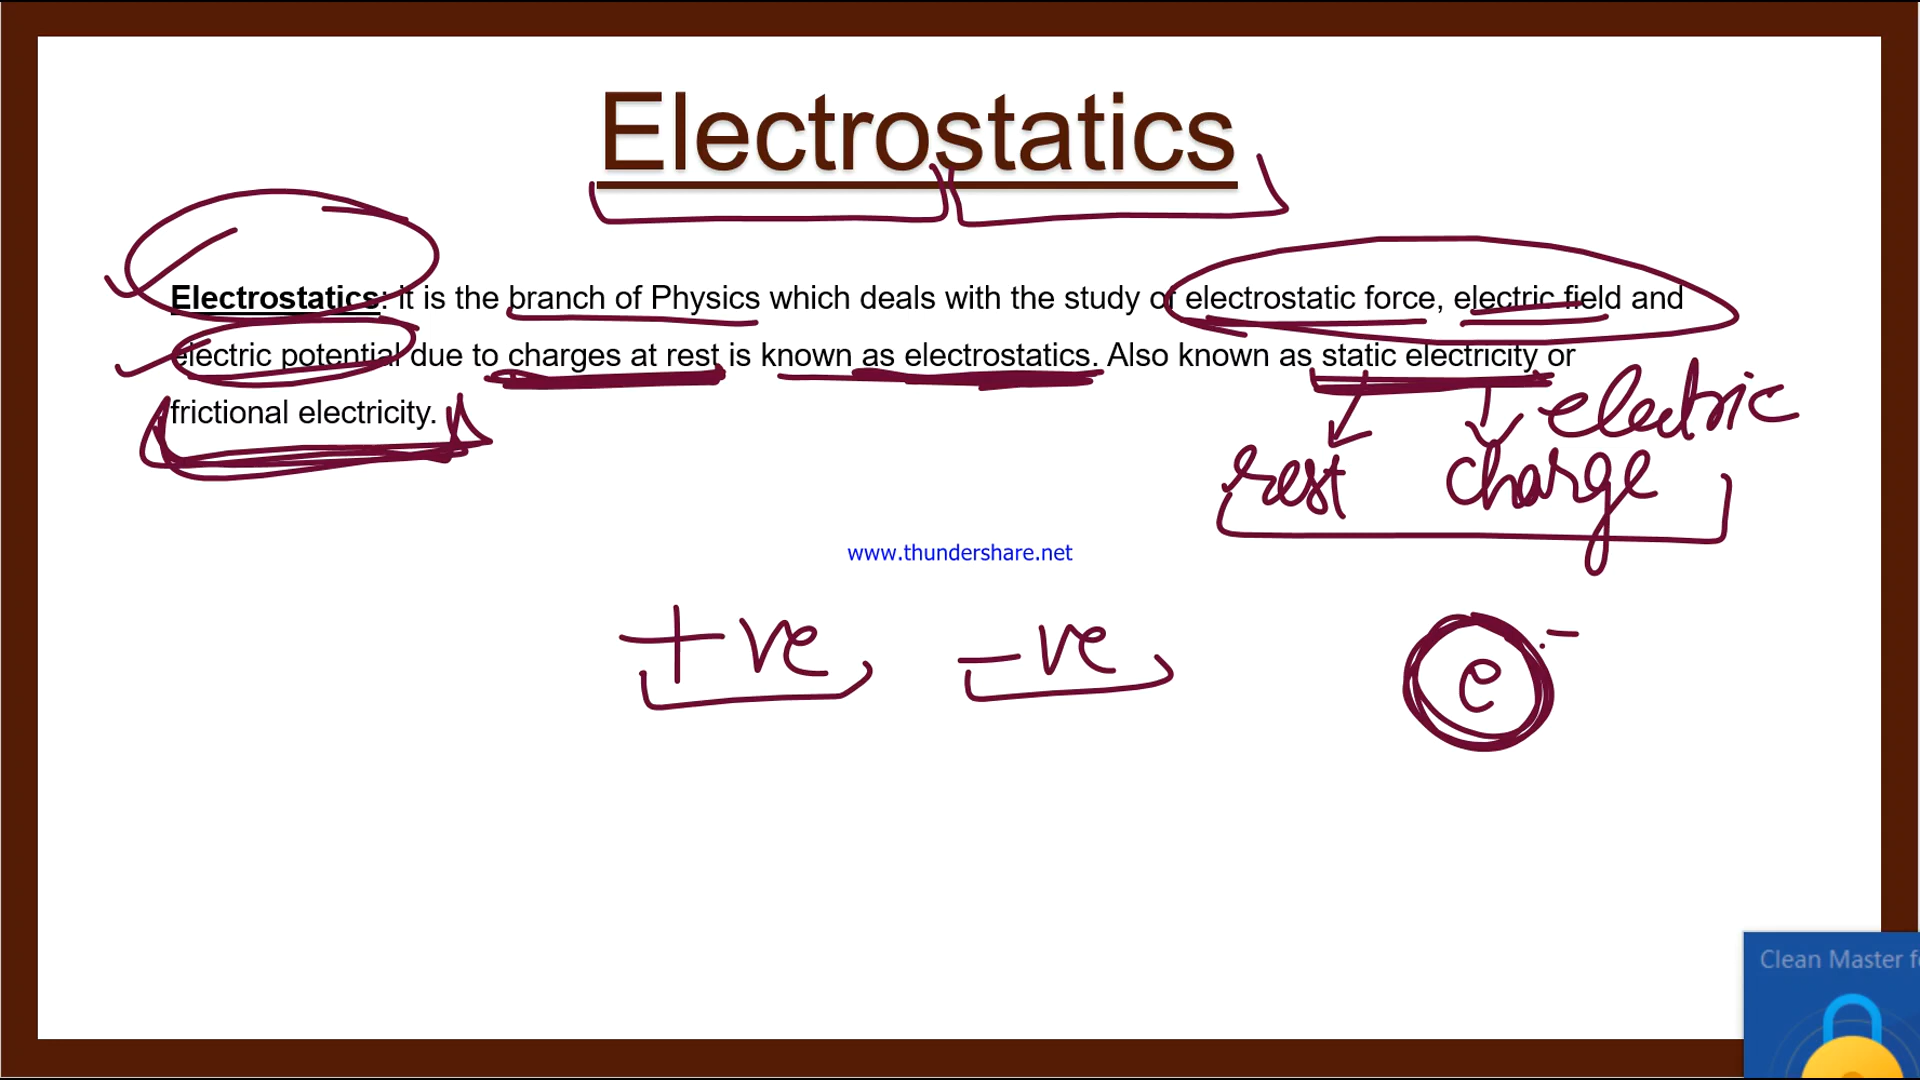 Electrostatics
Electrostatics: it is the branch of Physics which deals with the study of electrostatic force, electric field and
electric potential due to charges at rest is known as electrostatics. Also known as static electricity or
frictional electricity.
electric
rest charge
www.thundershare.net
+ve -ve e-
Clean Master f